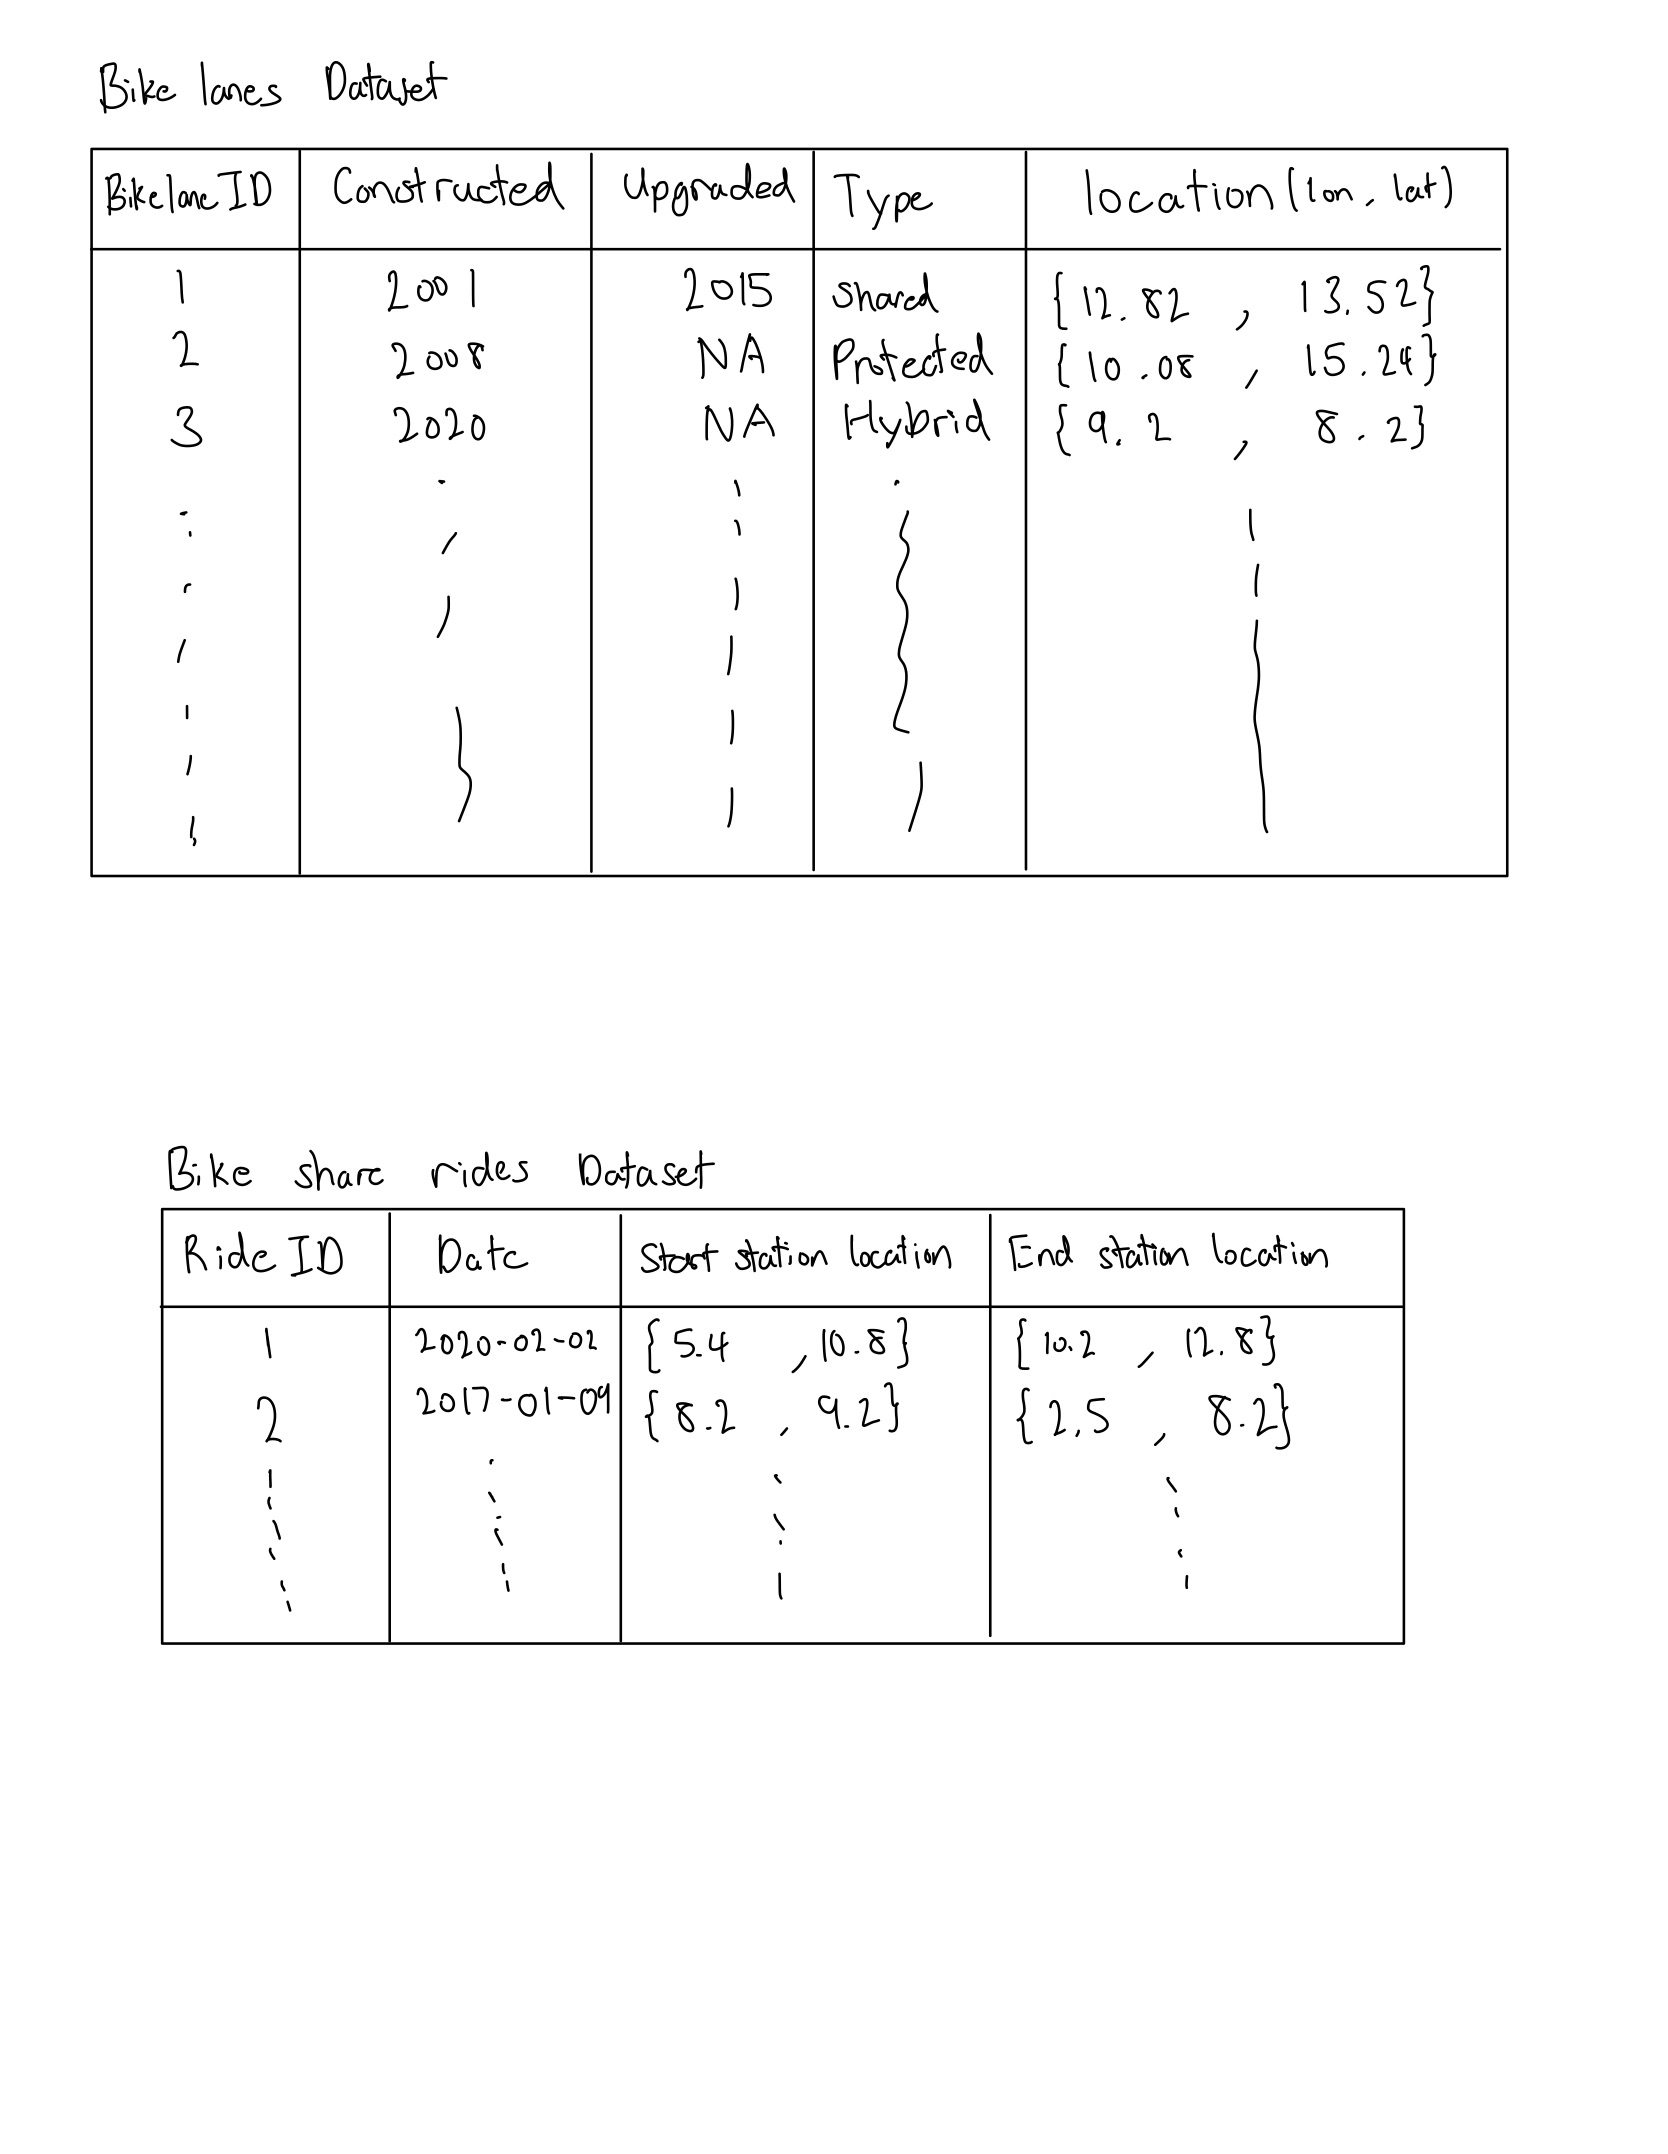 Bike lanes Dataset
Bike lane ID Constructed Upgraded Type location (lon, lat)
1 2001 2015 shared {12.82 , 13.52}
2 2008 NA Protected {10.08 , 15.24}
3 2020 NA Hybrid {9.2 , 8.2}
Bike share rides Dataset
Ride ID Date Start station location End station location
1 2020-02-02 {5.4 , 10.8} {10.2 , 12.8}
2 2017-01-09 {8.2 , 9.2} {2.5 , 8.2}